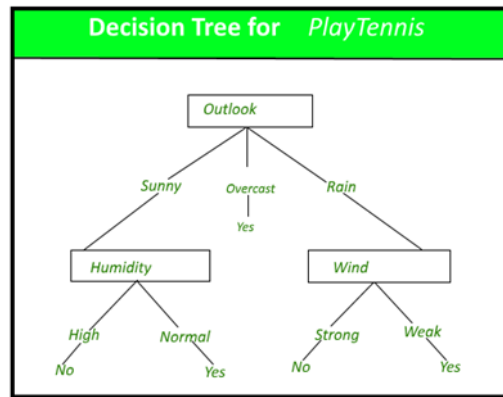 Decision Tree for PlayTennis
Outlook
Sunny Overcast Rain
Yes
Humidity Wind
High Normal Strong Weak
No Yes No Yes